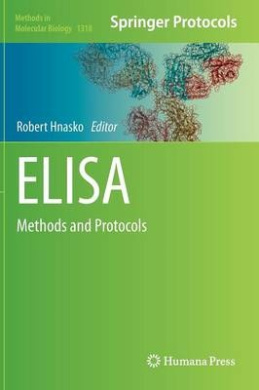 Methods in
Molecular Biology 1318
Springer Protocols
Robert Hnasko Editor
ELISA
Methods and Protocols
Humana Press